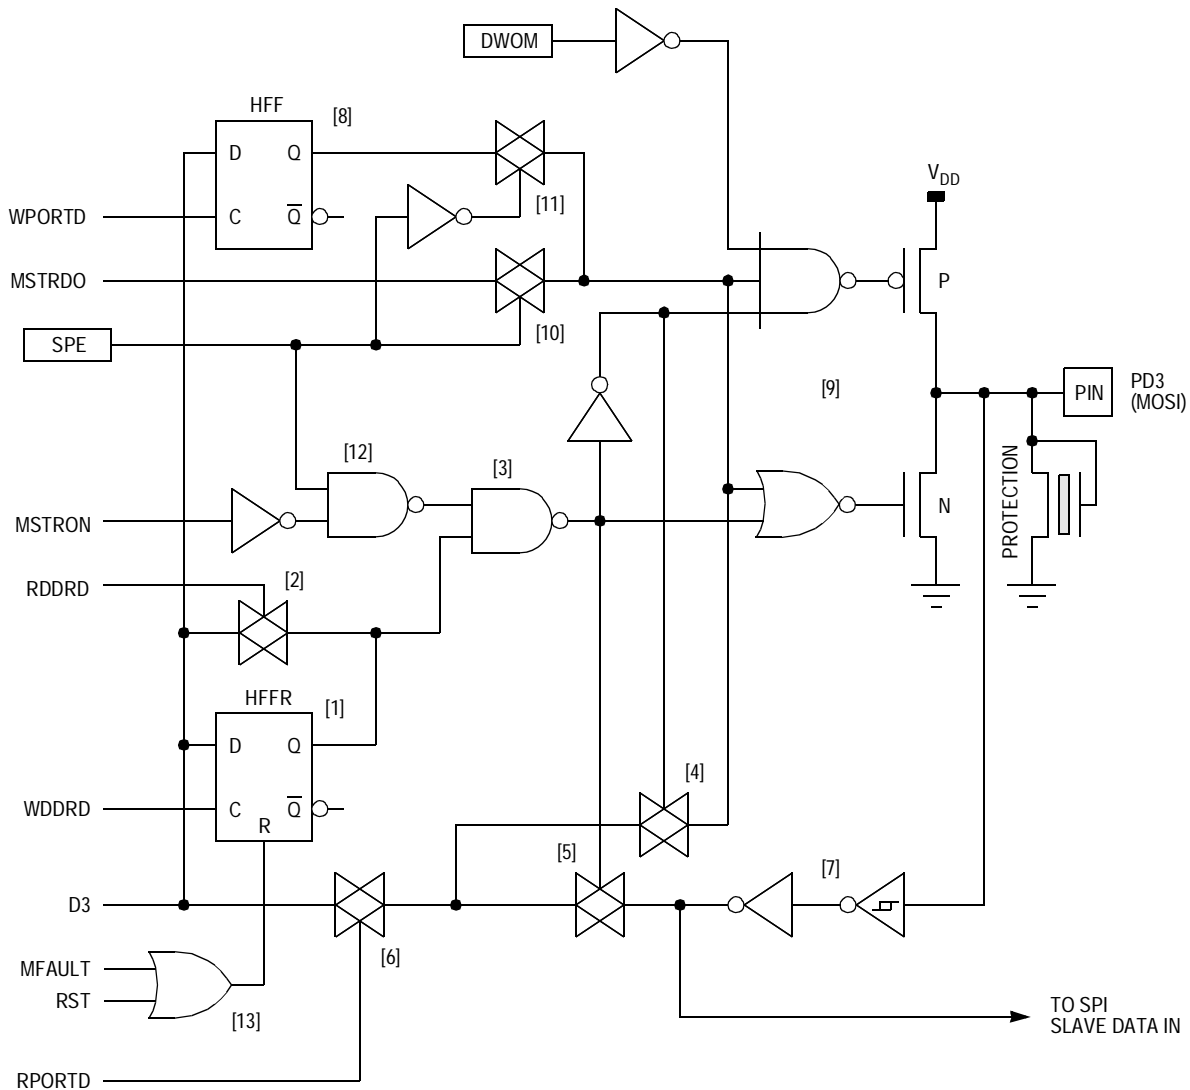 DWOM
HFF
[8]
D
Q
VDD
WPORTD
C
Q
[11]
MSTRDO
P
SPE
[10]
[9]
PIN
PD3
(MOSI)
[12]
[3]
PROTECTION
MSTRON
N
RDDRD
[2]
HFFR
[1]
D
Q
[4]
WDDRD
C
Q
R
[5]
[7]
D3
[6]
MFAULT
RST
[13]
TO SPI
SLAVE DATA IN
RPORTD